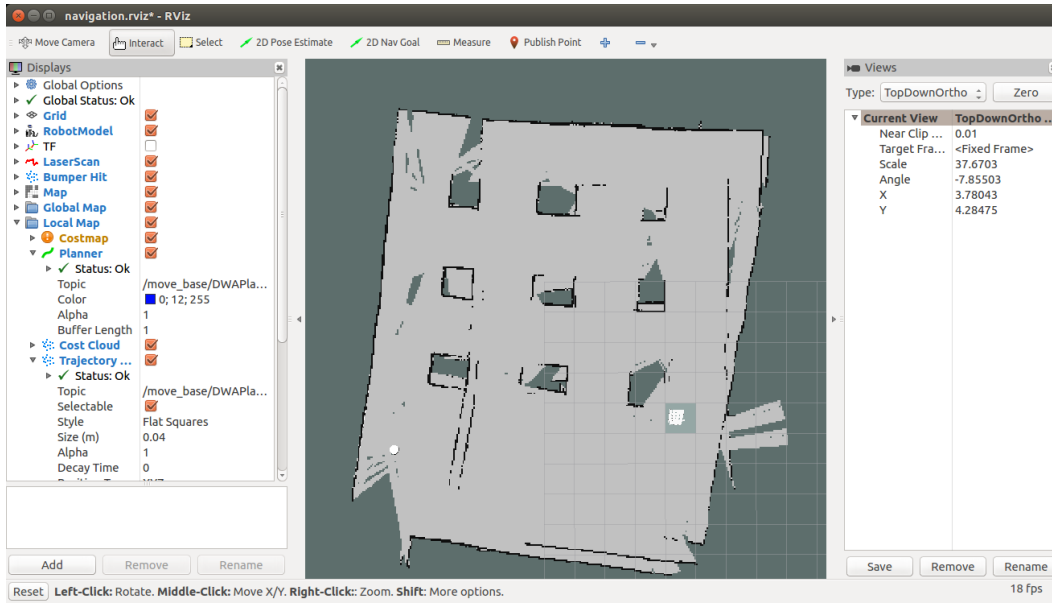 navigation.rviz* - RViz
Move Camera Interact Select 2D Pose Estimate 2D Nav Goal Measure Publish Point
Displays
Global Options
Global Status: Ok
Grid
RobotModel
TF
LaserScan
Bumper Hit
Map
Global Map
Local Map
Costmap
Planner
Status: Ok
Topic /move_base/DWAPla...
Color 0; 12; 255
Alpha 1
Buffer Length 1
Cost Cloud
Trajectory ...
Status: Ok
Topic /move_base/DWAPla...
Selectable
Style Flat Squares
Size (m) 0.04
Alpha 1
Decay Time 0
Add Remove Rename
Views
Type: TopDownOrtho Zero
Current View TopDownOrtho ...
Near Clip ... 0.01
Target Fra... <Fixed Frame>
Scale 37.6703
Angle -7.85503
X 3.78043
Y 4.28475
Save Remove Rename
Reset Left-Click: Rotate. Middle-Click: Move X/Y. Right-Click:: Zoom. Shift: More options. 18 fps